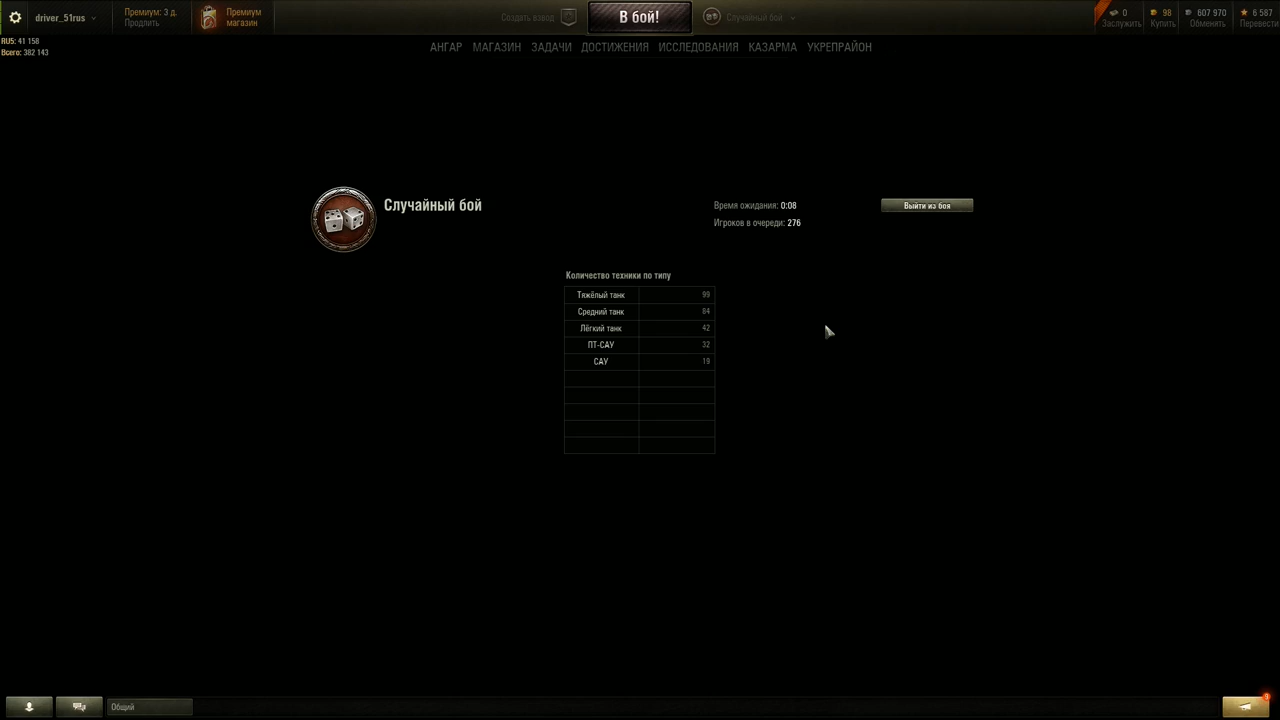 driver_51rus
Премиум: 3 д.
Продлить
Премиум
магазин
Создать взвод
В бой!
Случайный бой
0
Заслужить
98
Купить
607 970
Обменять
6 587
Перевести
RU5: 41 158
Всего: 382 143
АНГАР МАГАЗИН ЗАДАЧИ ДОСТИЖЕНИЯ ИССЛЕДОВАНИЯ КАЗАРМА УКРЕПРАЙОН
Случайный бой
Время ожидания: 0:08
Игроков в очереди: 276
Выйти из боя
Количество техники по типу
Тяжёлый танк 99
Средний танк 84
Лёгкий танк 42
ПТ-САУ 32
САУ 19
Общий
9